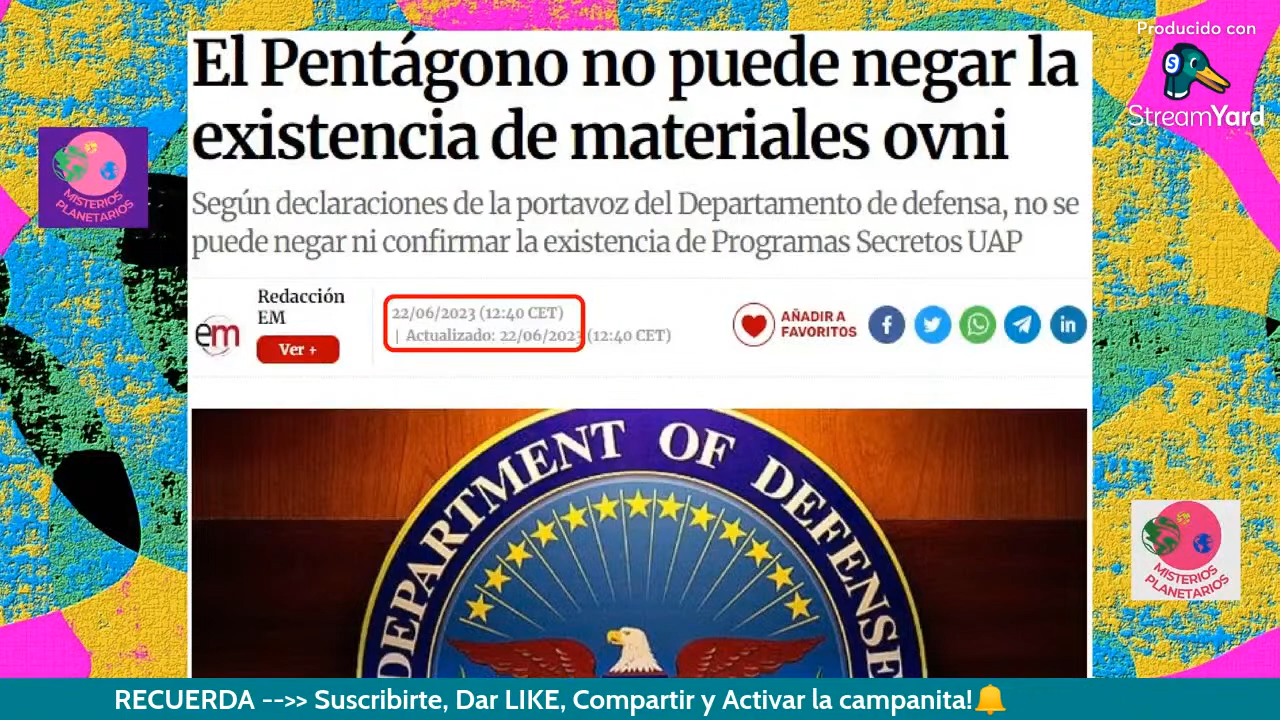 Producido con
StreamYard
El Pentágono no puede negar la
existencia de materiales ovni
Según declaraciones de la portavoz del Departamento de defensa, no se
puede negar ni confirmar la existencia de Programas Secretos UAP
Redacción
EM
em
Ver +
22/06/2023 (12:40 CET)
| Actualizado: 22/06/2023 (12:40 CET)
AÑADIR A
FAVORITOS
MISTERIOS
PLANETARIOS
DEPARTMENT OF DEFENSE
MISTERIOS
PLANETARIOS
RECUERDA -->> Suscribirte, Dar LIKE, Compartir y Activar la campanita!🔔